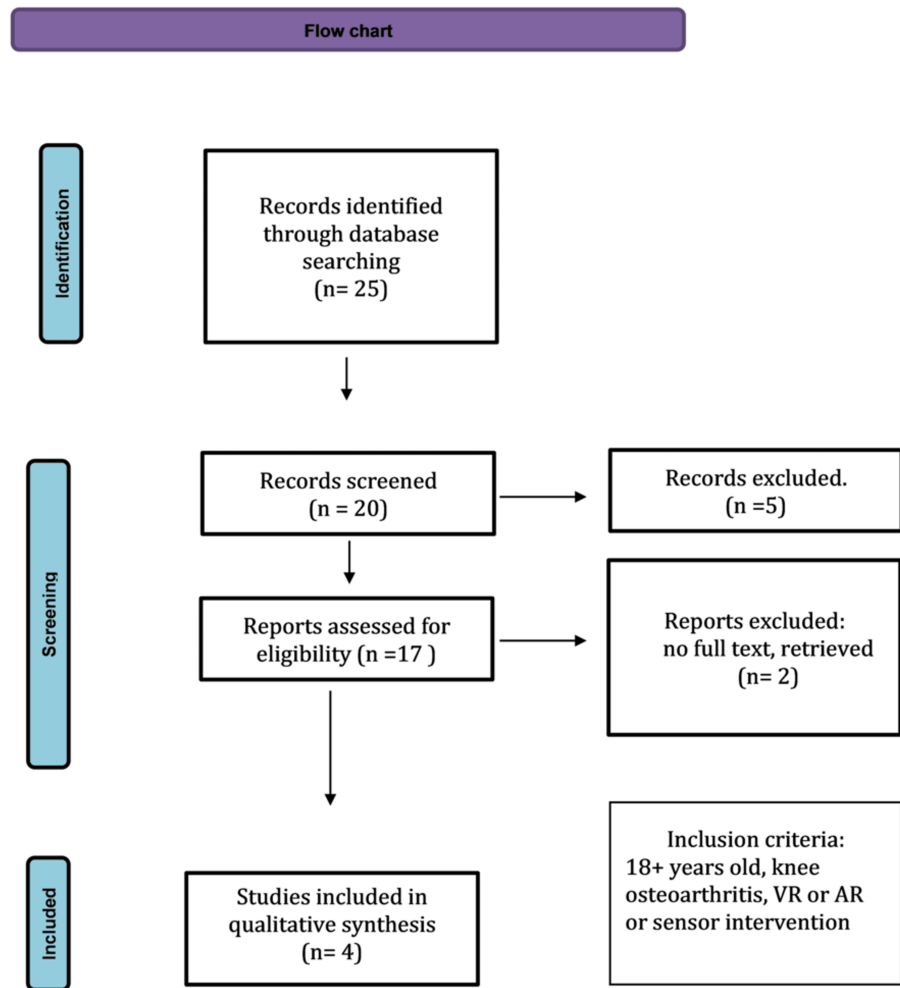 Flow chart
Identification
Records identified
through database
searching
(n= 25)
Screening
Records screened
(n = 20)
Records excluded.
(n =5)
Reports assessed for
eligibility (n =17 )
Reports excluded:
no full text, retrieved
(n= 2)
Included
Studies included in
qualitative synthesis
(n= 4)
Inclusion criteria:
18+ years old, knee
osteoarthritis, VR or AR
or sensor intervention